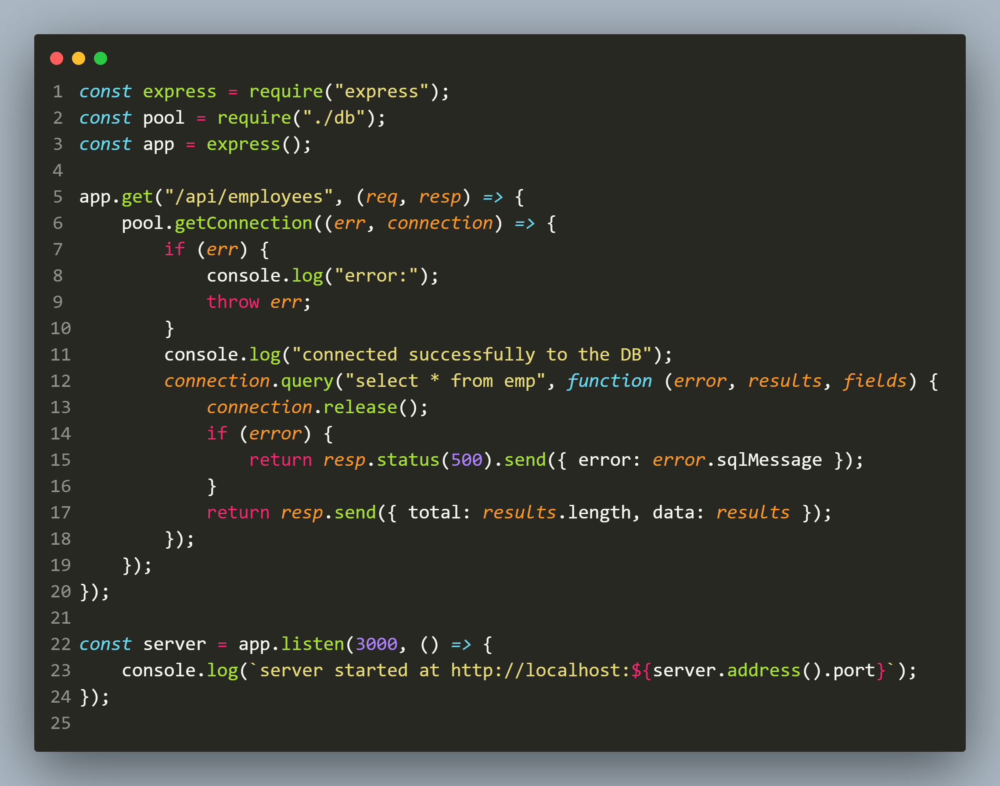 1 const express = require("express");
2 const pool = require("./db");
3 const app = express();
4
5 app.get("/api/employees", (req, resp) => {
6     pool.getConnection((err, connection) => {
7         if (err) {
8             console.log("error:");
9             throw err;
10         }
11         console.log("connected successfully to the DB");
12         connection.query("select * from emp", function (error, results, fields) {
13             connection.release();
14             if (error) {
15                 return resp.status(500).send({ error: error.sqlMessage });
16             }
17             return resp.send({ total: results.length, data: results });
18         });
19     });
20 });
21
22 const server = app.listen(3000, () => {
23     console.log(`server started at http://localhost:${server.address().port}`);
24 });
25